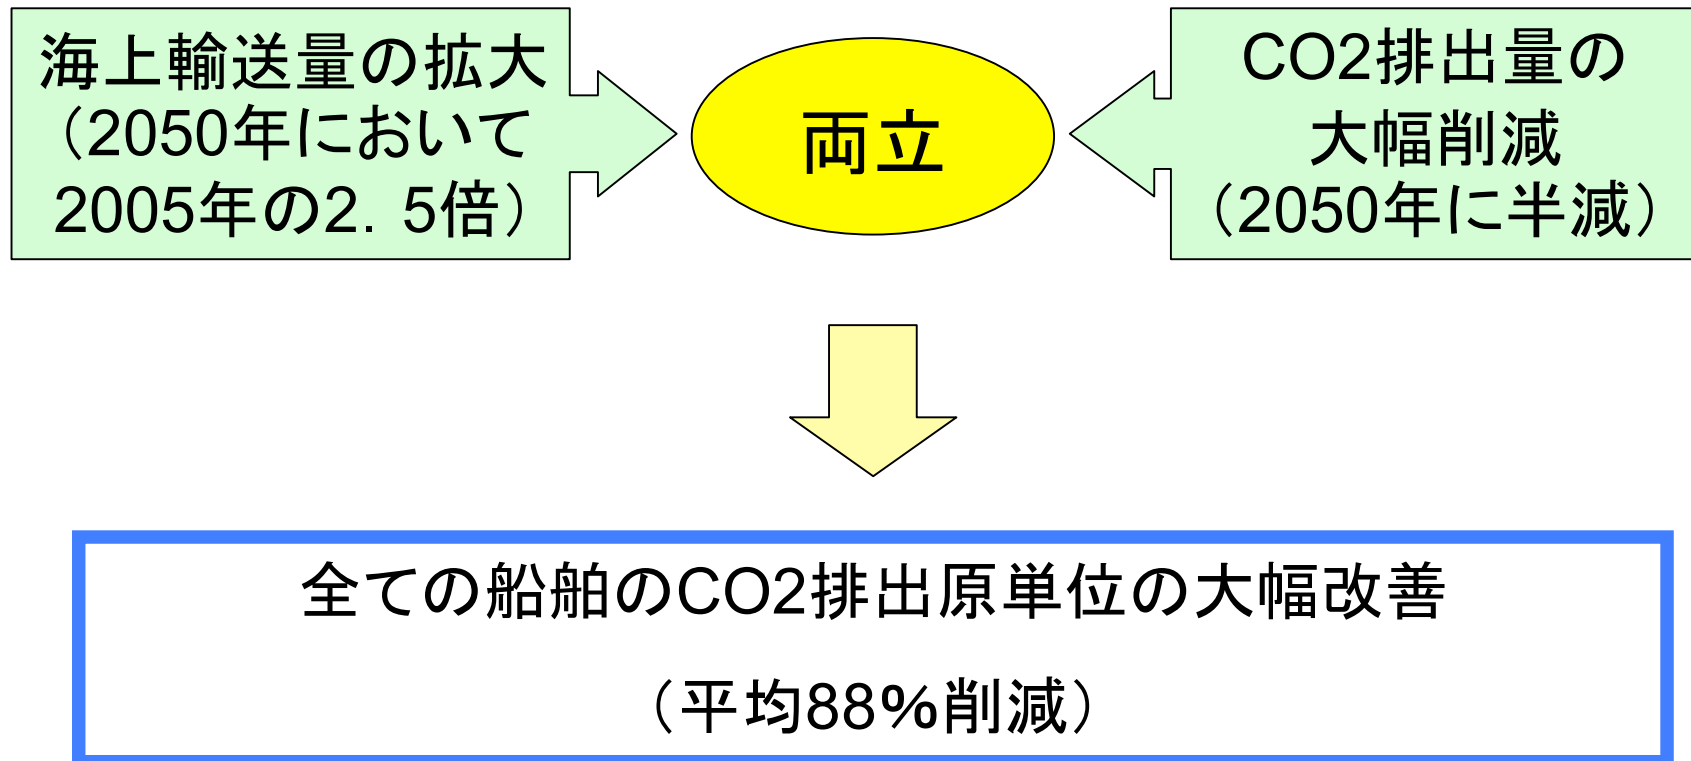 海上輸送量の拡大
（2050年において
2005年の2．5倍）
両立
CO2排出量の
大幅削減
（2050年に半減）
全ての船舶のCO2排出原単位の大幅改善
（平均88%削減）